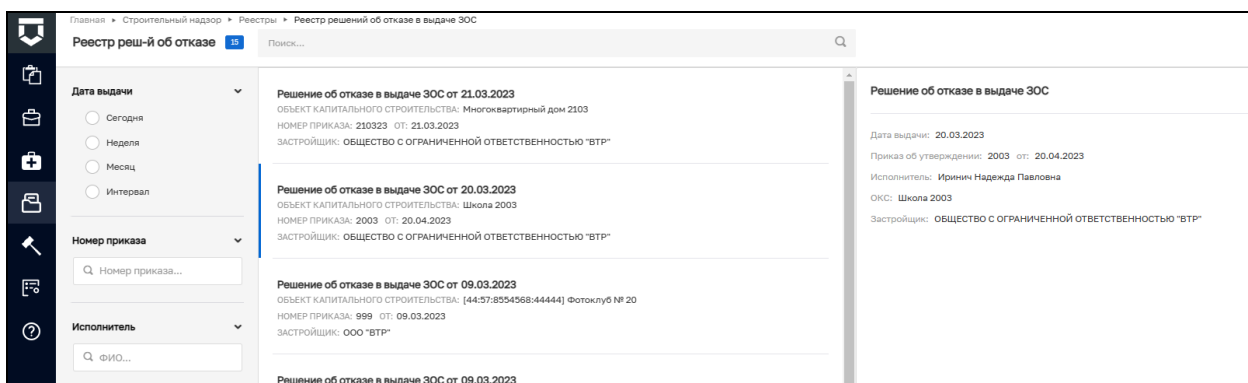 Главная ▸ Строительный надзор ▸ Реестры ▸ Реестр решений об отказе в выдаче ЗОС
Реестр реш-й об отказе 15
Поиск...
Дата выдачи
Сегодня
Неделя
Месяц
Интервал
Номер приказа
Номер приказа...
Исполнитель
ФИО...
Решение об отказе в выдаче ЗОС от 21.03.2023
ОБЪЕКТ КАПИТАЛЬНОГО СТРОИТЕЛЬСТВА: Многоквартирный дом 2103
НОМЕР ПРИКАЗА: 210323 ОТ: 21.03.2023
ЗАСТРОЙЩИК: ОБЩЕСТВО С ОГРАНИЧЕННОЙ ОТВЕТСТВЕННОСТЬЮ "ВТР"
Решение об отказе в выдаче ЗОС от 20.03.2023
ОБЪЕКТ КАПИТАЛЬНОГО СТРОИТЕЛЬСТВА: Школа 2003
НОМЕР ПРИКАЗА: 2003 ОТ: 20.04.2023
ЗАСТРОЙЩИК: ОБЩЕСТВО С ОГРАНИЧЕННОЙ ОТВЕТСТВЕННОСТЬЮ "ВТР"
Решение об отказе в выдаче ЗОС от 09.03.2023
ОБЪЕКТ КАПИТАЛЬНОГО СТРОИТЕЛЬСТВА: [44:57:8554568:44444] Фотоклуб № 20
НОМЕР ПРИКАЗА: 999 ОТ: 09.03.2023
ЗАСТРОЙЩИК: ООО "ВТР"
Решение об отказе в выдаче ЗОС от 09.03.2023
Решение об отказе в выдаче ЗОС
Дата выдачи: 20.03.2023
Приказ об утверждении: 2003 от: 20.04.2023
Исполнитель: Иринич Надежда Павловна
ОКС: Школа 2003
Застройщик: ОБЩЕСТВО С ОГРАНИЧЕННОЙ ОТВЕТСТВЕННОСТЬЮ "ВТР"